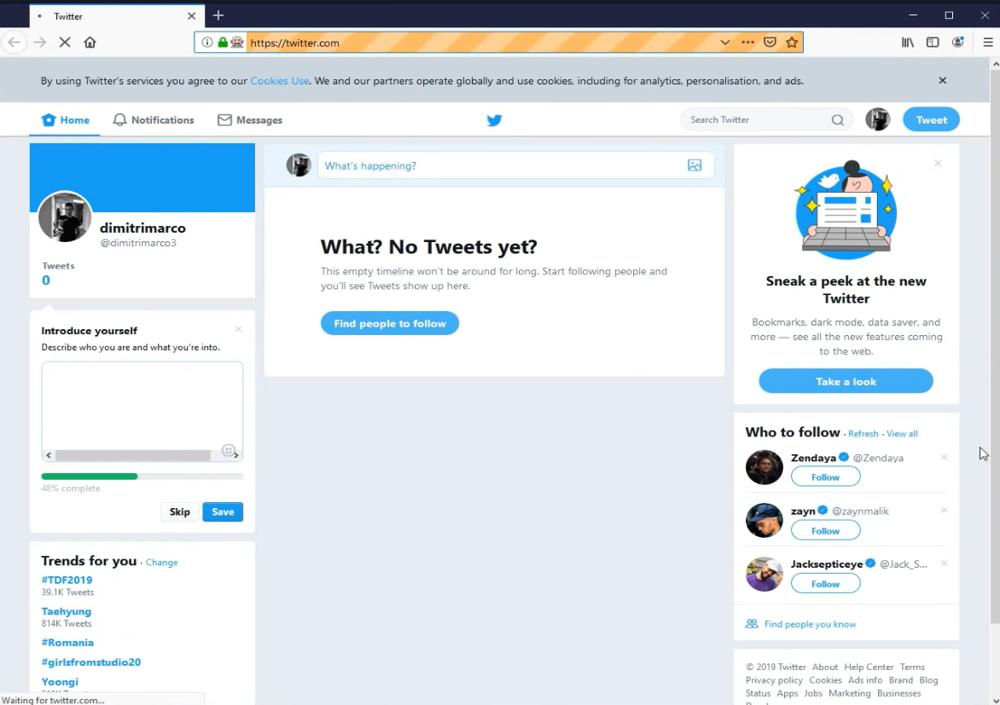 Twitter
https://twitter.com
By using Twitter's services you agree to our Cookies Use. We and our partners operate globally and use cookies, including for analytics, personalisation, and ads.
Home Notifications Messages Search Twitter Tweet
dimitrimarco
@dimitrimarco3
Tweets
0
Introduce yourself
Describe who you are and what you're into.
48% complete
Skip Save
Trends for you · Change
#TDF2019
39.1K Tweets
Taehyung
814K Tweets
#Romania
#girlsfromstudio20
Yoongi
What's happening?
What? No Tweets yet?
This empty timeline won't be around for long. Start following people and
you'll see Tweets show up here.
Find people to follow
Sneak a peek at the new
Twitter
Bookmarks, dark mode, data saver, and
more — see all the new features coming
to the web.
Take a look
Who to follow · Refresh · View all
Zendaya @Zendaya
Follow
zayn @zaynmalik
Follow
Jacksepticeye @Jack_S...
Follow
Find people you know
© 2019 Twitter About Help Center Terms
Privacy policy Cookies Ads info Brand Blog
Status Apps Jobs Marketing Businesses
Waiting for twitter.com...